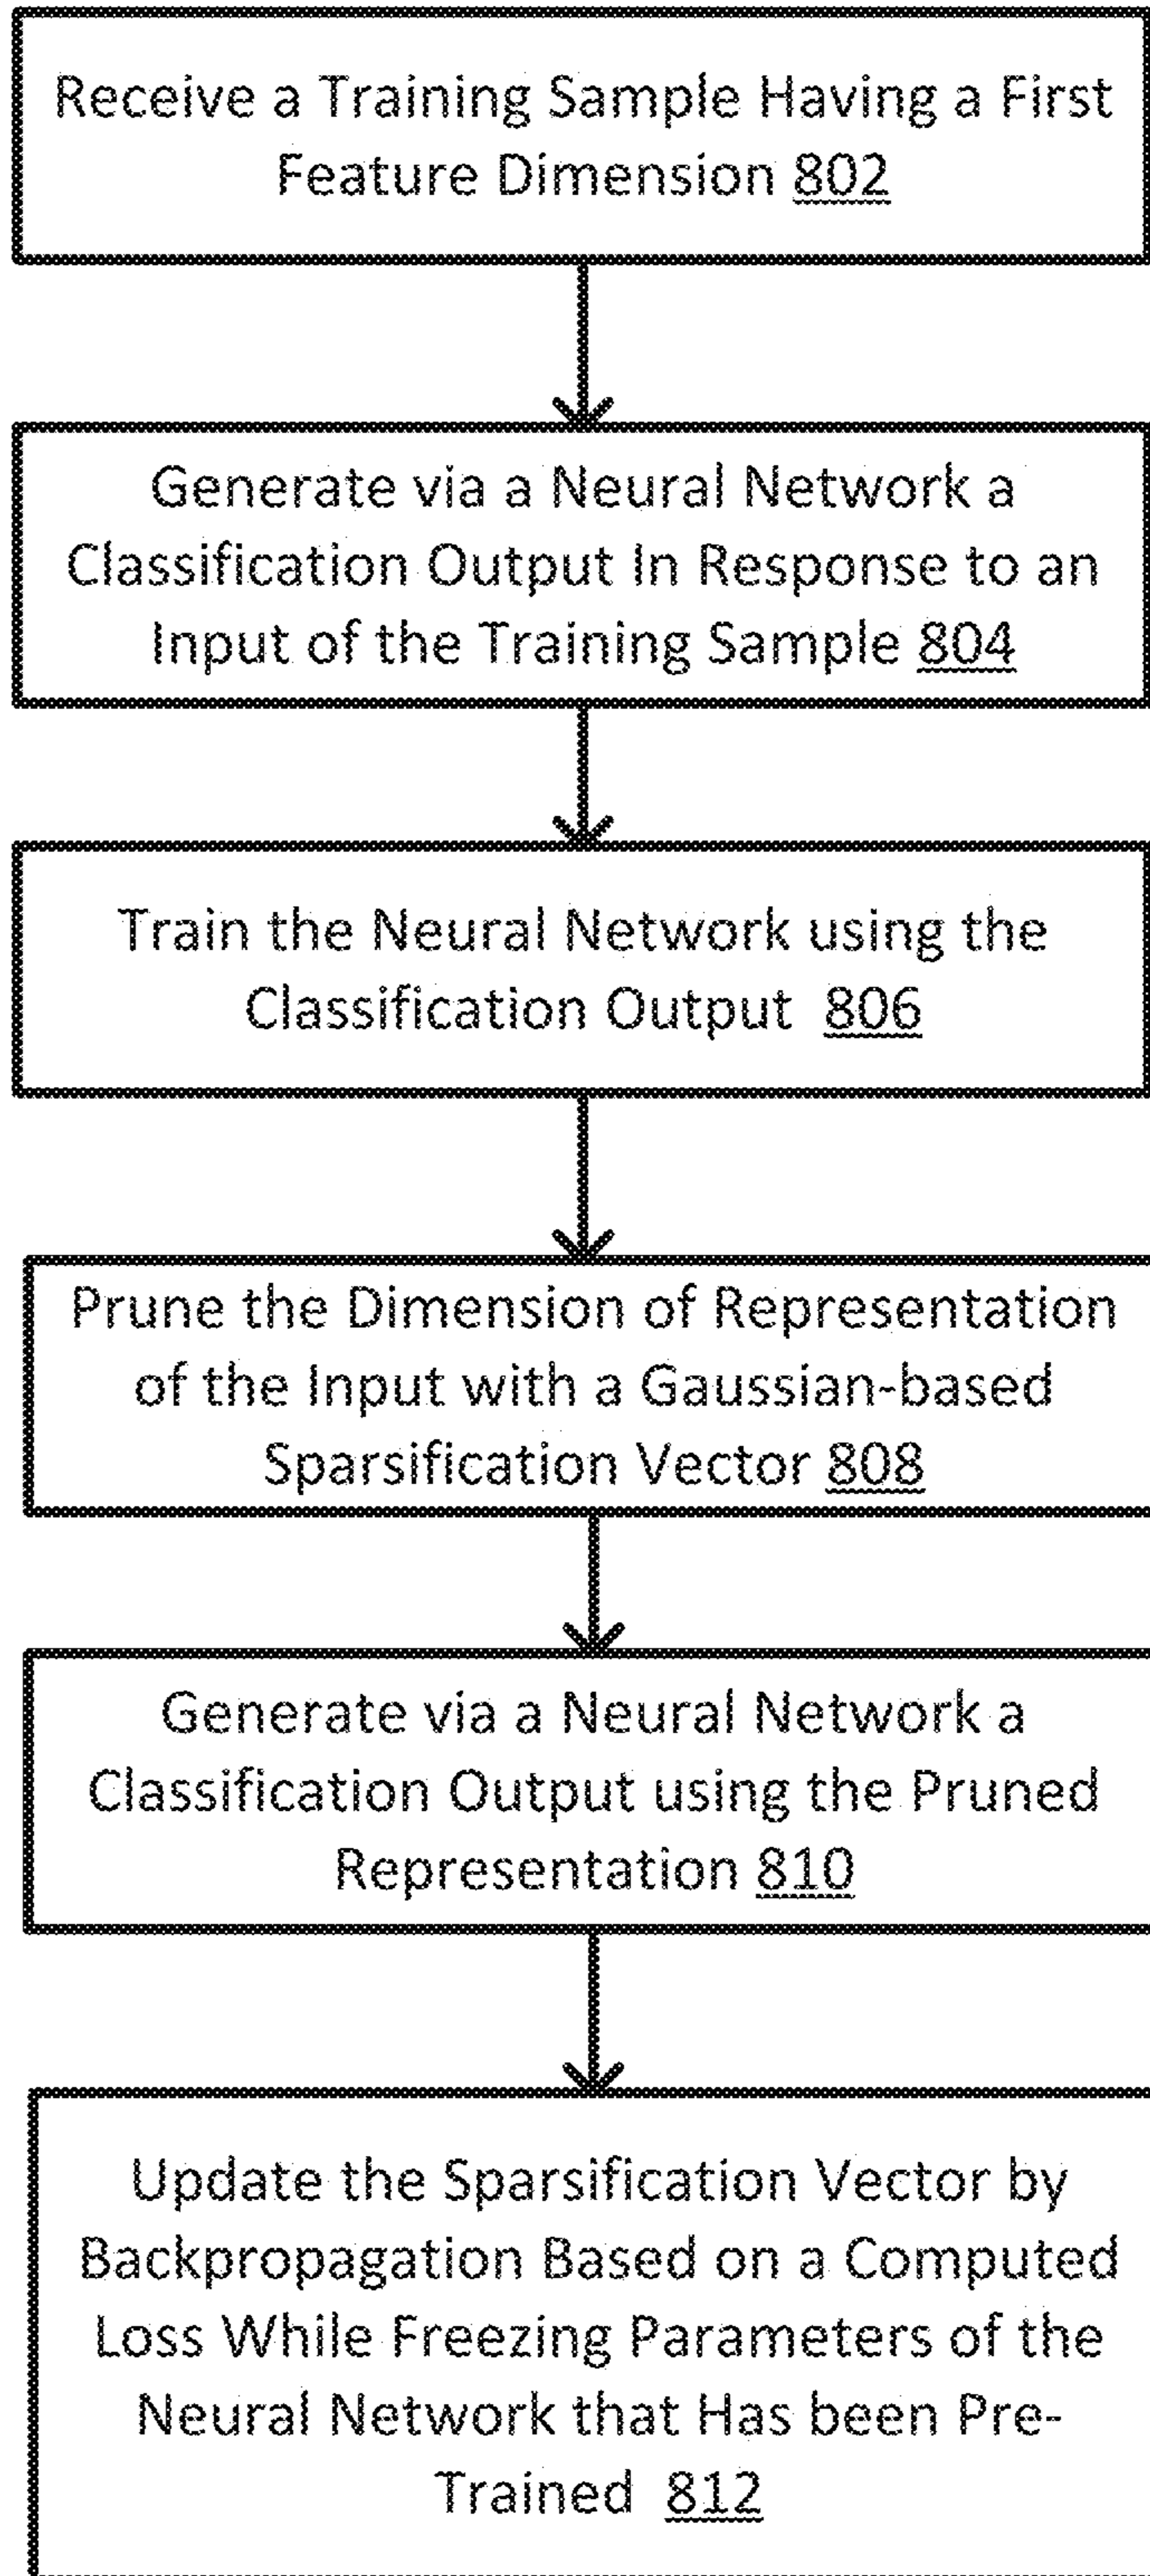 Receive a Training Sample Having a First
Feature Dimension 802
Generate via a Neural Network a
Classification Output In Response to an
Input of the Training Sample 804
Train the Neural Network using the
Classification Output 806
Prune the Dimension of Representation
of the Input with a Gaussian-based
Sparsification Vector 808
Generate via a Neural Network a
Classification Output using the Pruned
Representation 810
Update the Sparsification Vector by
Backpropagation Based on a Computed
Loss While Freezing Parameters of the
Neural Network that Has been Pre-
Trained 812